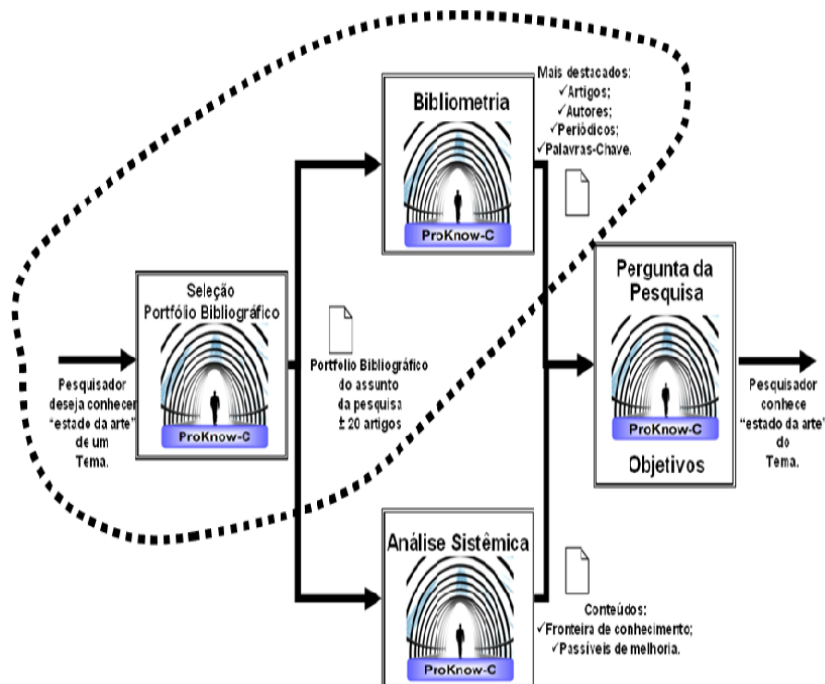 Pesquisador
deseja conhecer
“estado da arte”
de um
Tema.
Seleção
Portfólio Bibliográfico
ProKnow-C
Portfolio Bibliográfico
do assunto
da pesquisa
± 20 artigos
Bibliometria
ProKnow-C
Mais destacados:
✓Artigos;
✓Autores;
✓Periódicos;
✓Palavras-Chave.
Análise Sistêmica
ProKnow-C
Conteúdos:
✓Fronteira de conhecimento;
✓Passíveis de melhoria.
Pergunta da
Pesquisa
ProKnow-C
Objetivos
Pesquisador
conhece
“estado da arte”
do
Tema.